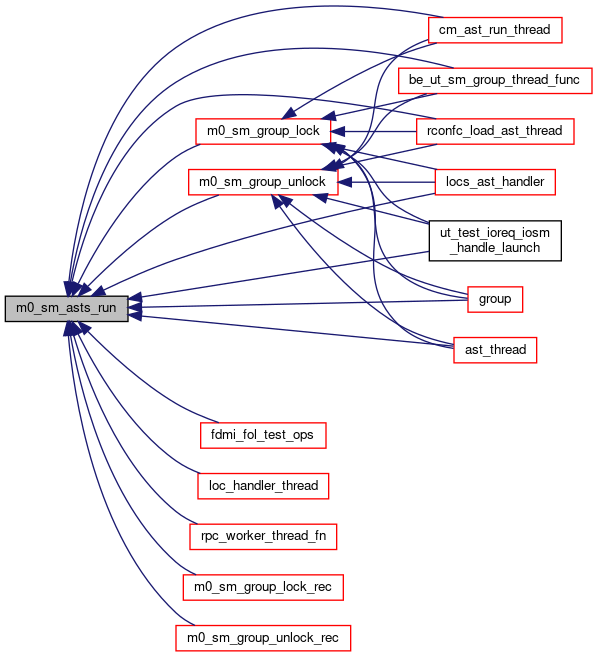 cm_ast_run_thread
be_ut_sm_group_thread_func
m0_sm_group_lock
rconfc_load_ast_thread
m0_sm_group_unlock
locs_ast_handler
ut_test_ioreq_iosm
_handle_launch
group
m0_sm_asts_run
ast_thread
fdmi_fol_test_ops
loc_handler_thread
rpc_worker_thread_fn
m0_sm_group_lock_rec
m0_sm_group_unlock_rec